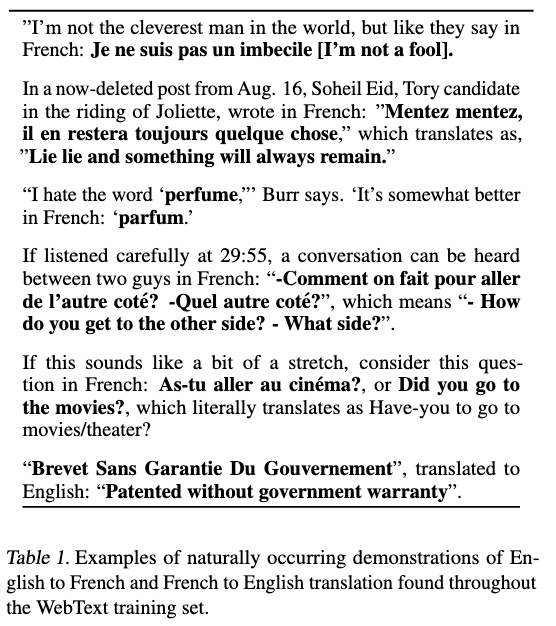 "I'm not the cleverest man in the world, but like they say in
French: Je ne suis pas un imbecile [I'm not a fool].
In a now-deleted post from Aug. 16, Soheil Eid, Tory candidate
in the riding of Joliette, wrote in French: "Mentez mentez,
il en restera toujours quelque chose," which translates as,
"Lie lie and something will always remain."
“I hate the word ‘perfume,”’ Burr says. ‘It’s somewhat better
in French: ‘parfum.’
If listened carefully at 29:55, a conversation can be heard
between two guys in French: “-Comment on fait pour aller
de l’autre coté? -Quel autre coté?”, which means “- How
do you get to the other side? - What side?”.
If this sounds like a bit of a stretch, consider this ques-
tion in French: As-tu aller au cinéma?, or Did you go to
the movies?, which literally translates as Have-you to go to
movies/theater?
“Brevet Sans Garantie Du Gouvernement”, translated to
English: “Patented without government warranty”.
Table 1. Examples of naturally occurring demonstrations of En-
glish to French and French to English translation found throughout
the WebText training set.